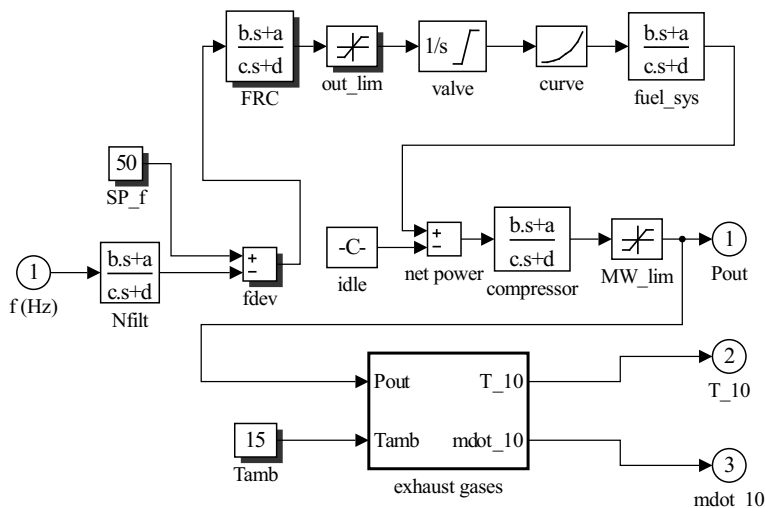 b.s+a
c.s+d
FRC
out_lim
1/s
valve
curve
b.s+a
c.s+d
fuel_sys
50
SP_f
1
f (Hz)
b.s+a
c.s+d
Nfilt
+
−
fdev
-C-
idle
+
−
net power
b.s+a
c.s+d
compressor
MW_lim
1
Pout
Pout
T_10
Tamb
mdot_10
exhaust gases
15
Tamb
2
T_10
3
mdot_10